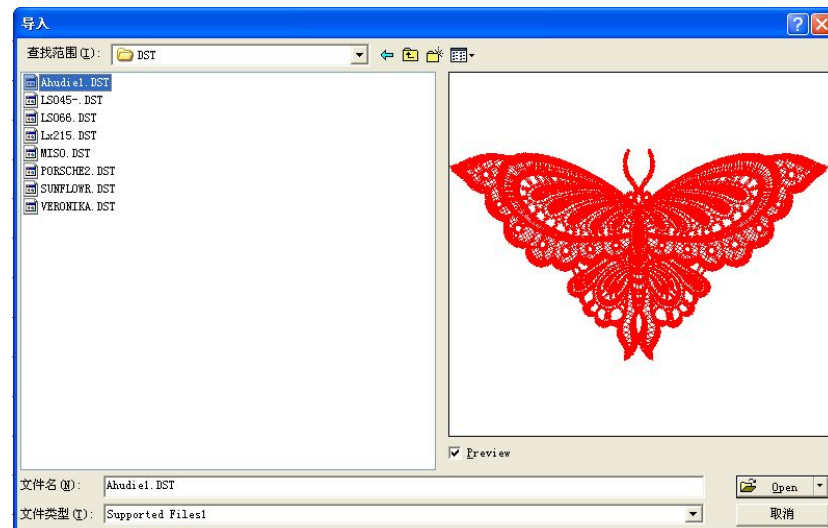 导入
查找范围(I): DST
Ahudie1.DST
LS045-.DST
LS066.DST
Lx215.DST
MISO.DST
PORSCHE2.DST
SUNFLOWR.DST
VERONIKA.DST
Preview
文件名(N): Ahudie1.DST
Open
文件类型(T): Supported Files1
取消